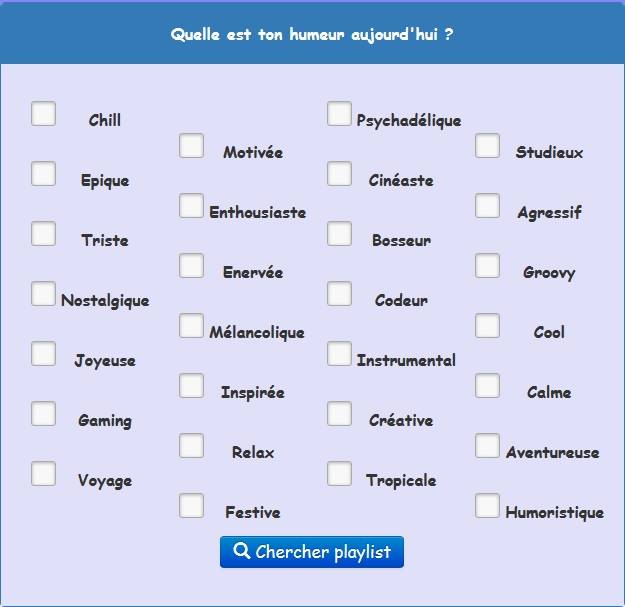 Quelle est ton humeur aujourd'hui ?
Chill
Psychadélique
Motivée
Studieux
Epique
Cinéaste
Enthousiaste
Agressif
Triste
Bosseur
Enervée
Groovy
Nostalgique
Codeur
Mélancolique
Cool
Joyeuse
Instrumental
Inspirée
Calme
Gaming
Créative
Relax
Aventureuse
Voyage
Tropicale
Festive
Humoristique
Chercher playlist